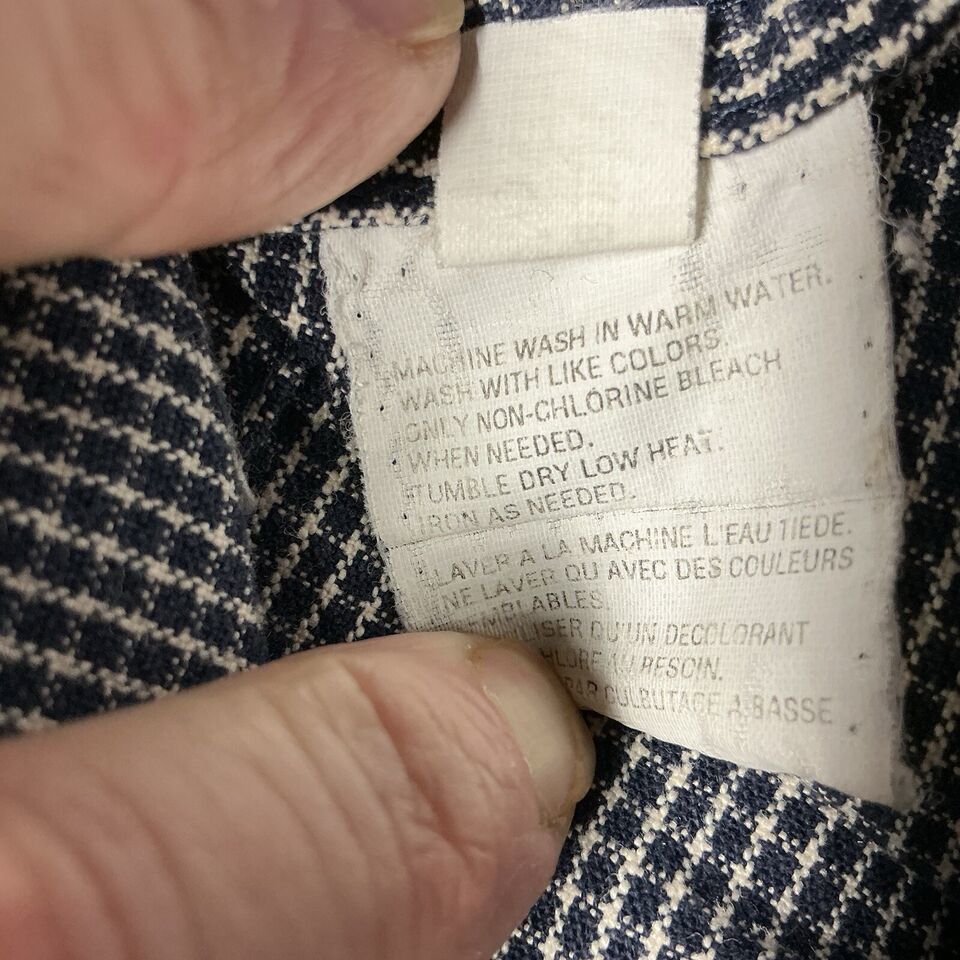 MACHINE WASH IN WARM WATER.
WASH WITH LIKE COLORS.
ONLY NON-CHLORINE BLEACH
WHEN NEEDED.
TUMBLE DRY LOW HEAT.
IRON AS NEEDED.
LAVER A LA MACHINE L'EAU TIEDE.
NE LAVER QU AVEC DES COULEURS
SEMBLABLES.
QU'UN DECOLORANT
AU BESOIN.
PAR CULBUTAGE A BASSE